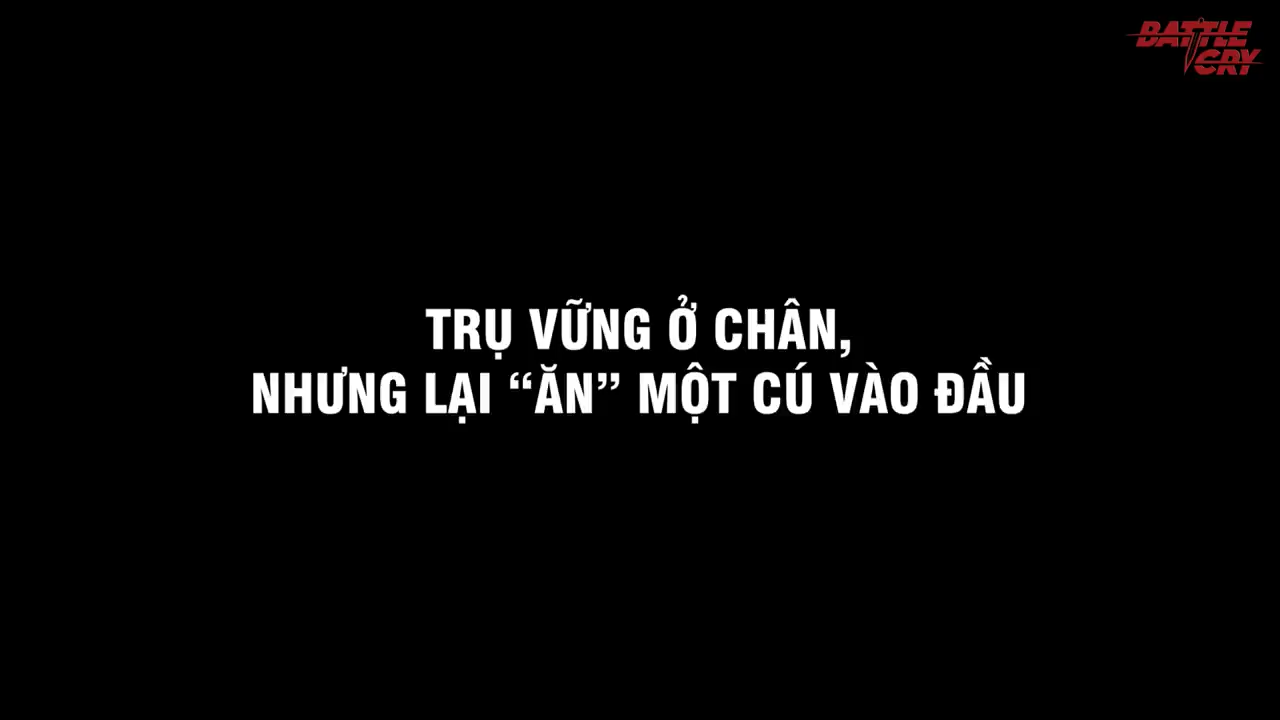 BATTLE
CRY
TRỤ VỮNG Ở CHÂN,
NHƯNG LẠI “ĂN” MỘT CÚ VÀO ĐẦU